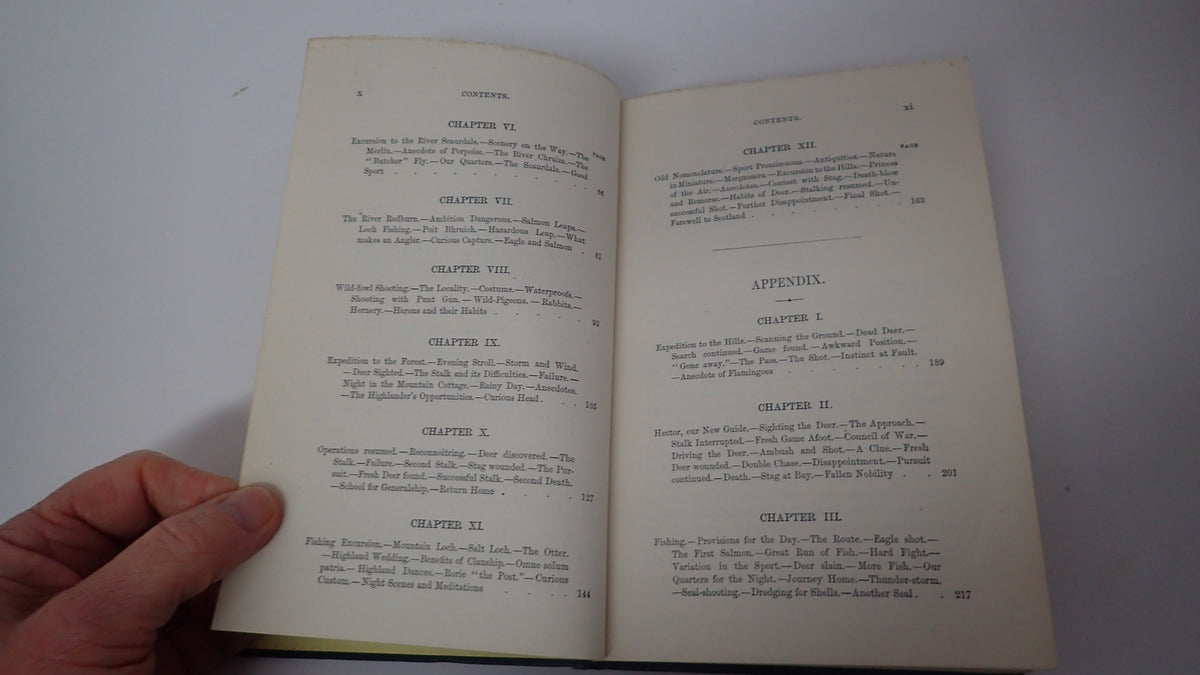 x
CONTENTS.
CHAPTER VI.
PAGE
Excursion to the River Scaurdale.—Scenery on the Way.—The
Merlin.—Anecdote of Porpoise.—The River Chruim.—The
"Butcher" Fly.—Our Quarters.—The Scaurdale.—Good
Sport . . . . . . . . . . 64
CHAPTER VII.
The River Redburn.—Ambition Dangerous.—Salmon Leaps.—
Loch Fishing.—Poit Bhruich.—Hazardous Leap.—What
makes an Angler.—Curious Capture.—Eagle and Salmon . 81
CHAPTER VIII.
Wild-fowl Shooting.—The Locality.—Costume.—Waterproofs.—
Shooting with Punt Gun.—Wild-Pigeons.—Rabbits.—
Hernery.—Herons and their Habits . . . . . 93
CHAPTER IX.
Expedition to the Forest.—Evening Stroll.—Storm and Wind.
—Deer Sighted.—The Stalk and its Difficulties.—Failure.—
Night in the Mountain Cottage.—Rainy Day.—Anecdotes.
—The Highlander's Opportunities.—Curious Head . . . 105
CHAPTER X.
Operations resumed.—Reconnoitring.—Deer discovered.—The
Stalk.—Failure.—Second Stalk.—Stag wounded.—The Pur-
suit.—Fresh Deer found.—Successful Stalk.—Second Death.
—School for Generalship.—Return Home . . . . 127
CHAPTER XI.
Fishing Excursion.—Mountain Loch.—Salt Loch.—The Otter.
—Highland Wedding.—Benefits of Clanship.—Omne solum
patria.—Highland Dances.—Rorie "the Post."—Curious
Custom.—Night Scenes and Meditations . . . . 144
xi
CONTENTS.
CHAPTER XII.
PAGE
Odd Nomenclature.—Sport Promiscuous.—Antiquities.—Nature
in Miniature.—Mergansers.—Excursion to the Hills.—Princes
of the Air.—Anecdotes.—Contest with Stag.—Death-blow
and Remorse.—Habits of Deer.—Stalking resumed.—Un-
successful Shot.—Further Disappointment.—Final Shot.—
Farewell to Scotland . . . . . . . 163
APPENDIX.
CHAPTER I.
Expedition to the Hills.—Scanning the Ground.—Dead Deer.—
Search continued.—Game found.—Awkward Position.—
"Gone away."—The Pass.—The Shot.—Instinct at Fault.
—Anecdote of Flamingoes . . . . . . 189
CHAPTER II.
Hector, our New Guide.—Sighting the Deer.—The Approach.—
Stalk Interrupted.—Fresh Game Afoot.—Council of War.—
Driving the Deer.—Ambush and Shot.—A Clue.—Fresh
Deer wounded.—Double Chase.—Disappointment.—Pursuit
continued.—Death.—Stag at Bay.—Fallen Nobility . . 201
CHAPTER III.
Fishing.—Provisions for the Day.—The Route.—Eagle shot.—
The First Salmon.—Great Run of Fish.—Hard Fight.—
Variation in the Sport.—Deer slain.—More Fish.—Our
Quarters for the Night.—Journey Home.—Thunder-storm.
—Seal-shooting.—Dredging for Shells.—Another Seal . . 217